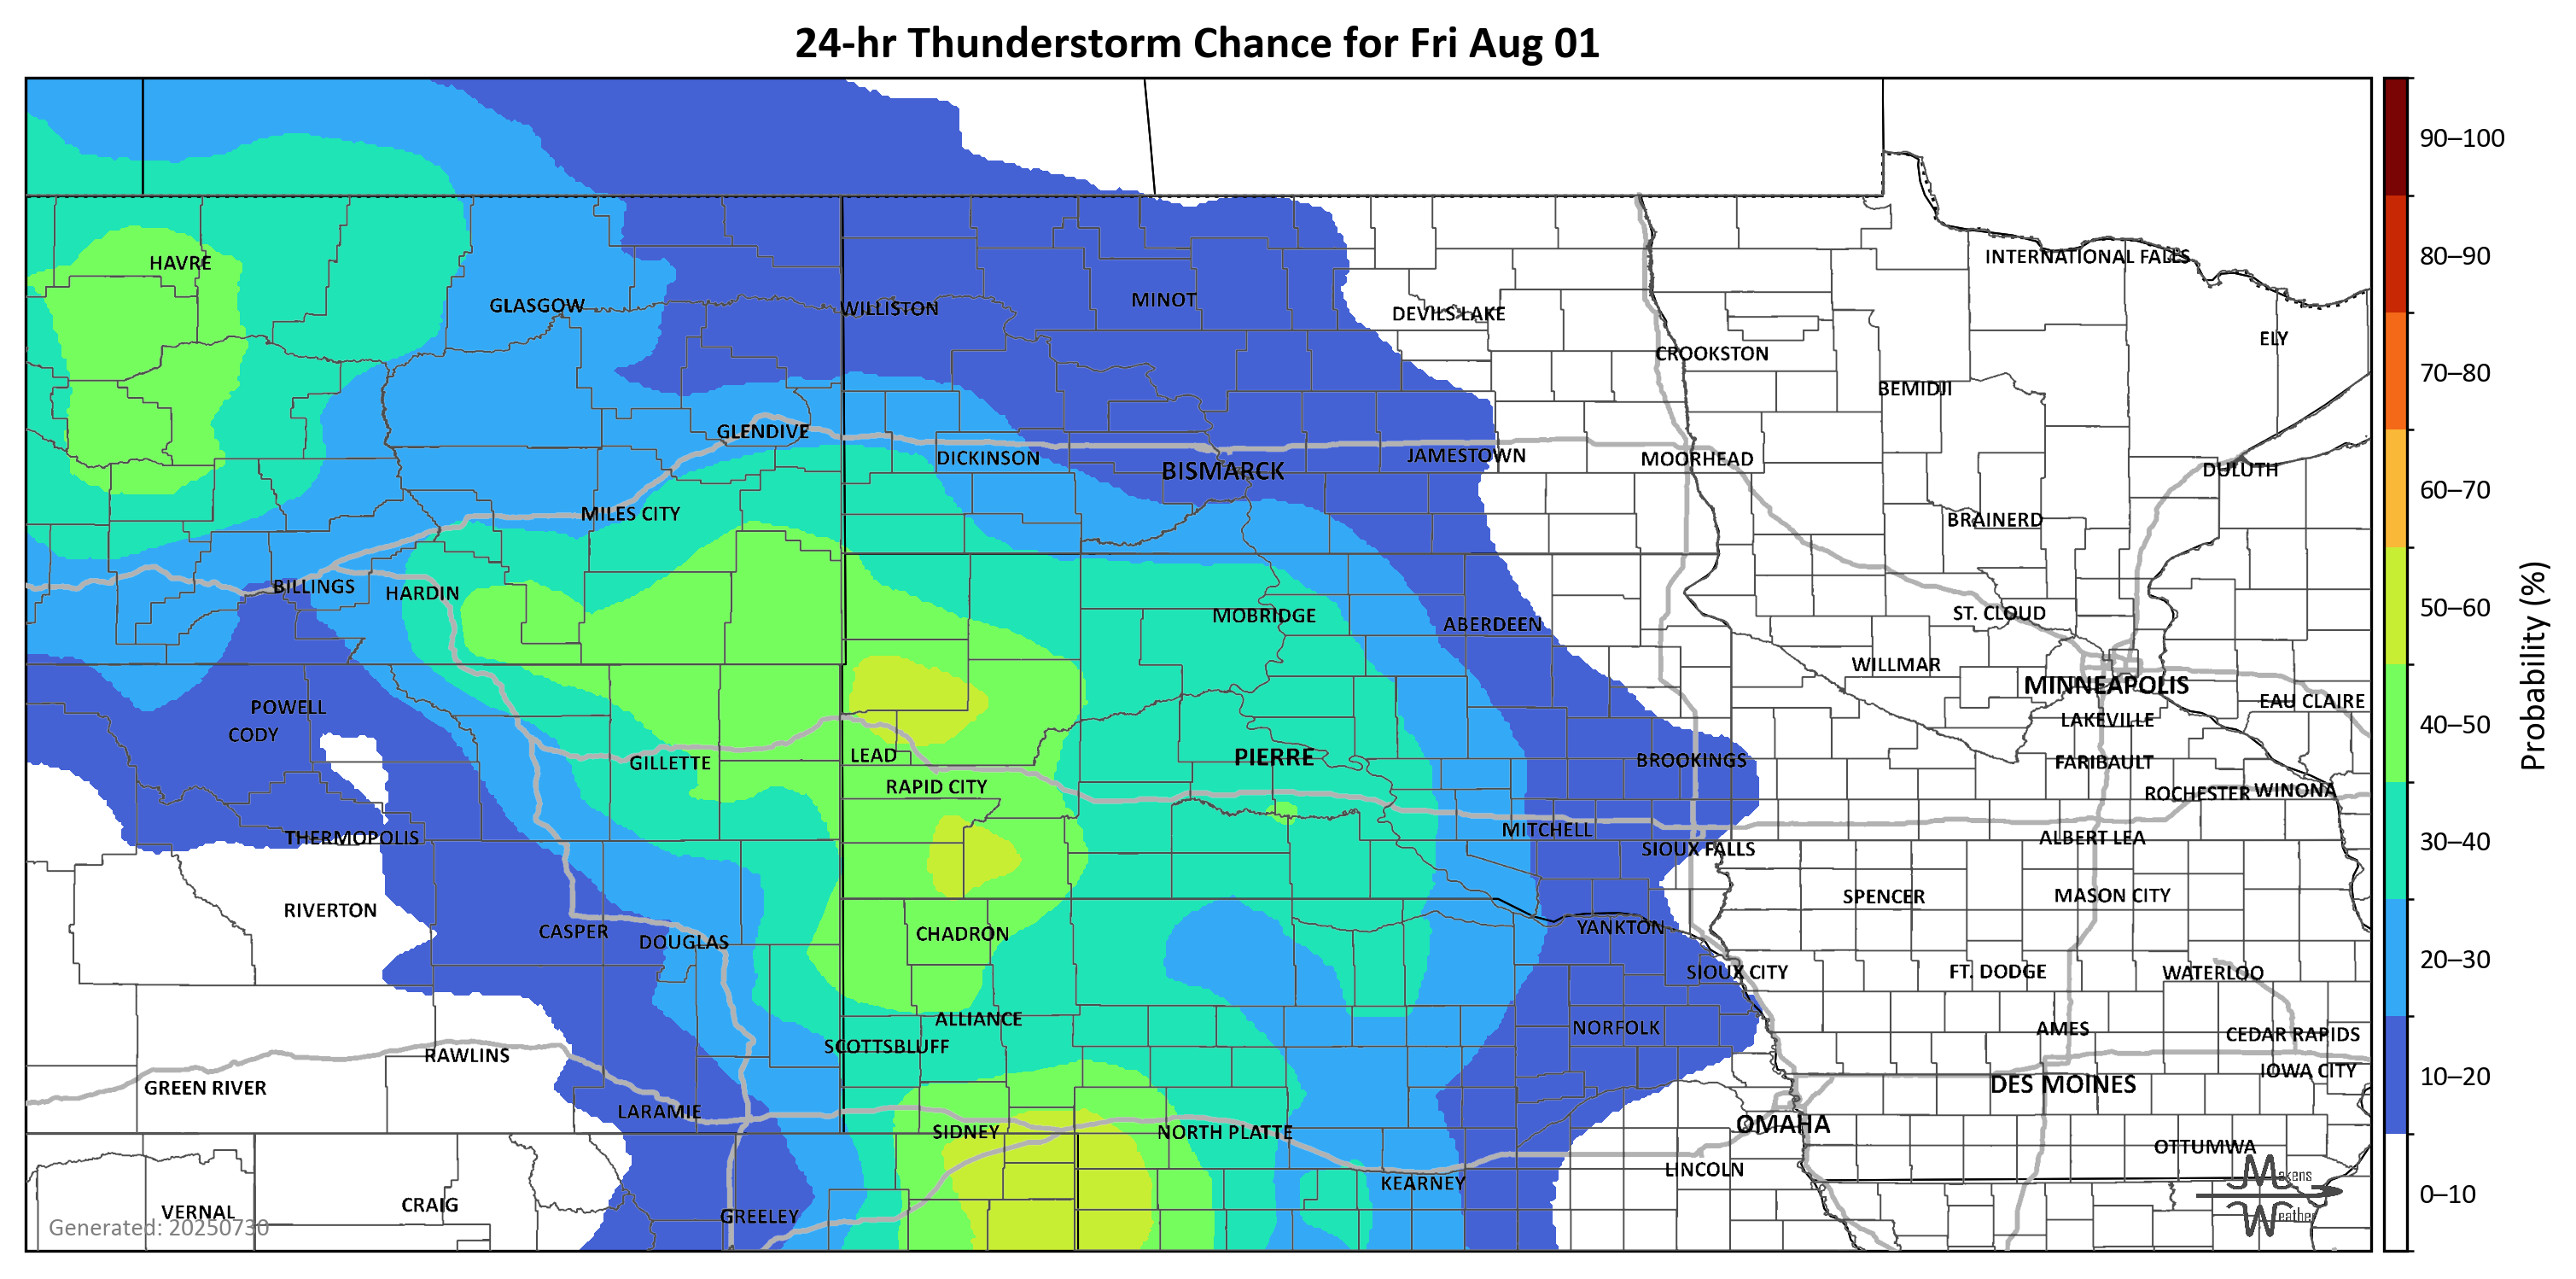 24-hr Thunderstorm Chance for Fri Aug 01
90–100
80–90
70–80
60–70
50–60
40–50
30–40
20–30
10–20
0–10
Probability (%)
HAVRE
INTERNATIONAL FALLS
GLASGOW
WILLISTON
MINOT
DEVILS LAKE
ELY
CROOKSTON
BEMIDJI
GLENDIVE
DICKINSON
BISMARCK
JAMESTOWN
MOORHEAD
DULUTH
MILES CITY
BRAINERD
BILLINGS
HARDIN
MOBRIDGE
ABERDEEN
ST. CLOUD
WILLMAR
MINNEAPOLIS
POWELL
CODY
EAU CLAIRE
LAKEVILLE
GILLETTE
LEAD
PIERRE
BROOKINGS
FARIBAULT
RAPID CITY
ROCHESTER
WINONA
THERMOPOLIS
MITCHELL
ALBERT LEA
SIOUX FALLS
RIVERTON
SPENCER
MASON CITY
CASPER
DOUGLAS
CHADRON
YANKTON
SIOUX CITY
FT. DODGE
WATERLOO
ALLIANCE
SCOTTSBLUFF
NORFOLK
AMES
CEDAR RAPIDS
RAWLINS
GREEN RIVER
DES MOINES
IOWA CITY
LARAMIE
SIDNEY
NORTH PLATTE
OMAHA
OTTUMWA
LINCOLN
KEARNEY
VERNAL
CRAIG
GREELEY
Generated: 20250730
Makens
Weather